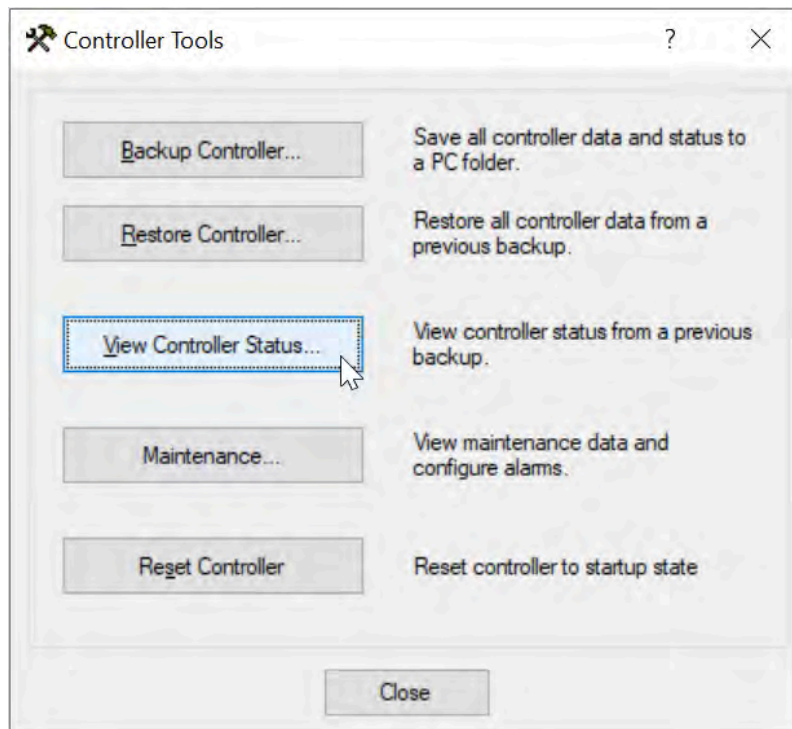 Controller Tools
?
Backup Controller...
Save all controller data and status to
a PC folder.
Restore Controller...
Restore all controller data from a
previous backup.
View Controller Status...
View controller status from a previous
backup.
Maintenance...
View maintenance data and
configure alarms.
Reset Controller
Reset controller to startup state
Close